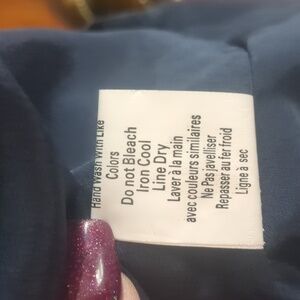 Hand Wash With Like
Colors
Do not Bleach
Iron Cool
Line Dry
Laver à la main
avec couleurs similaires
Ne Pas javelliser
Repasser au fer froid
Ligne à sec